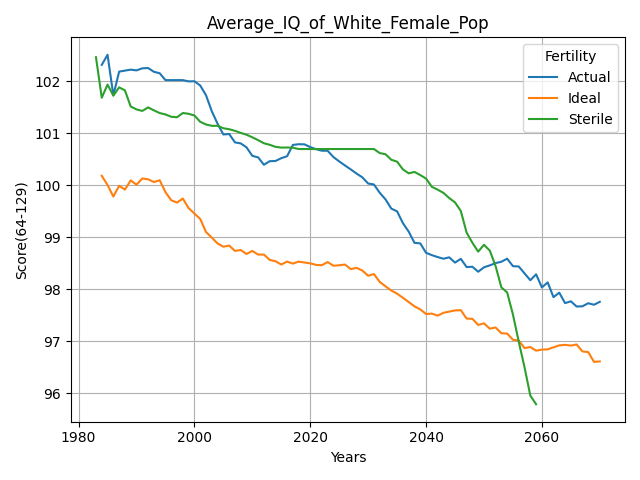 Average_IQ_of_White_Female_Pop
Score(64-129)
102
101
100
99
98
97
96
Fertility
Actual
Ideal
Sterile
1980
2000
2020
2040
2060
Years